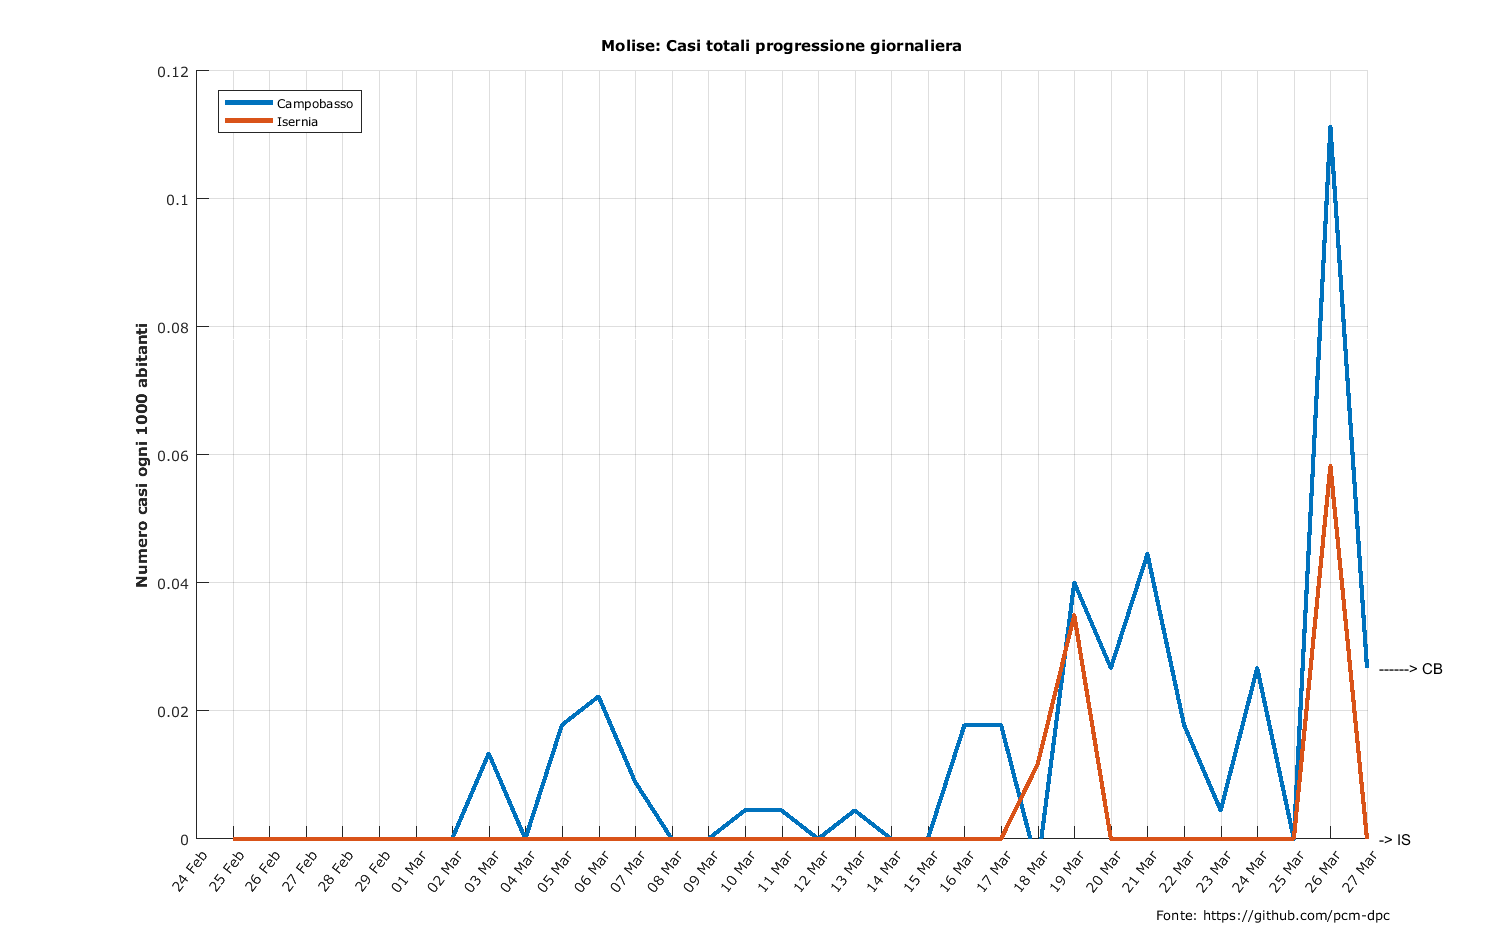 Molise: Casi totali progressione giornaliera
Numero casi ogni 1000 abitanti
0.12
0.1
0.08
0.06
0.04
0.02
0
Campobasso
Isernia
------> CB
-> IS
24 Feb
25 Feb
26 Feb
27 Feb
28 Feb
29 Feb
01 Mar
02 Mar
03 Mar
04 Mar
05 Mar
06 Mar
07 Mar
08 Mar
09 Mar
10 Mar
11 Mar
12 Mar
13 Mar
14 Mar
15 Mar
16 Mar
17 Mar
18 Mar
19 Mar
20 Mar
21 Mar
22 Mar
23 Mar
24 Mar
25 Mar
26 Mar
27 Mar
Fonte: https://github.com/pcm-dpc